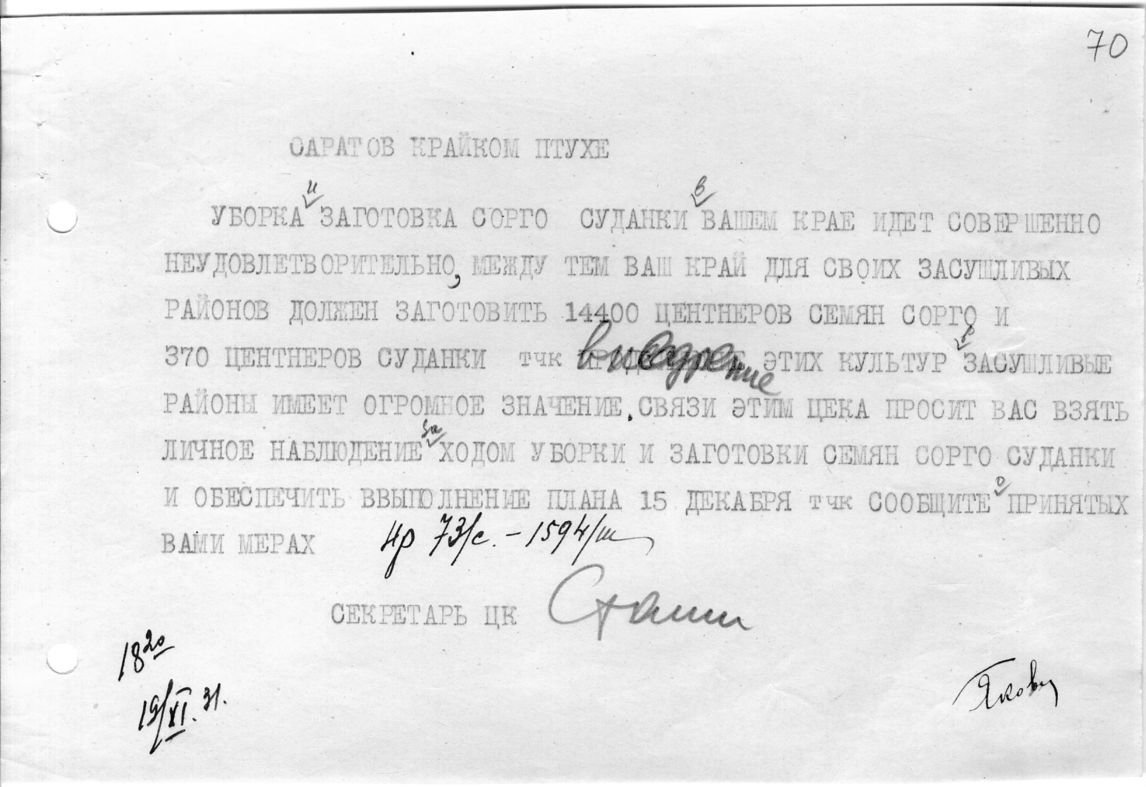 70
САРАТОВ КРАЙКОМ ПТУХЕ
УБОРКА и ЗАГОТОВКА СОРГО СУДАНКИ в ВАШЕМ КРАЕ ИДЕТ СОВЕРШЕННО
НЕУДОВЛЕТВОРИТЕЛЬНО, МЕЖДУ ТЕМ ВАШ КРАЙ ДЛЯ СВОИХ ЗАСУШЛИВЫХ
РАЙОНОВ ДОЛЖЕН ЗАГОТОВИТЬ 14400 ЦЕНТНЕРОВ СЕМЯН СОРГО И
370 ЦЕНТНЕРОВ СУДАНКИ тчк внедрение ЭТИХ КУЛЬТУР в ЗАСУШЛИВЫЕ
РАЙОНЫ ИМЕЕТ ОГРОМНОЕ ЗНАЧЕНИЕ. СВЯЗИ ЭТИМ ЦЕКА ПРОСИТ ВАС ВЗЯТЬ
ЛИЧНОЕ НАБЛЮДЕНИЕ за ХОДОМ УБОРКИ И ЗАГОТОВКИ СЕМЯН СОРГО СУДАНКИ
И ОБЕСПЕЧИТЬ ВВЫПОЛНЕНИЕ ПЛАНА 15 ДЕКАБРЯ тчк СООБЩИТЕ о ПРИНЯТЫХ
ВАМИ МЕРАХ Нр 73/с. – 1594/ш
СЕКРЕТАРЬ ЦК Сталин
18 20
19/XI. 31.